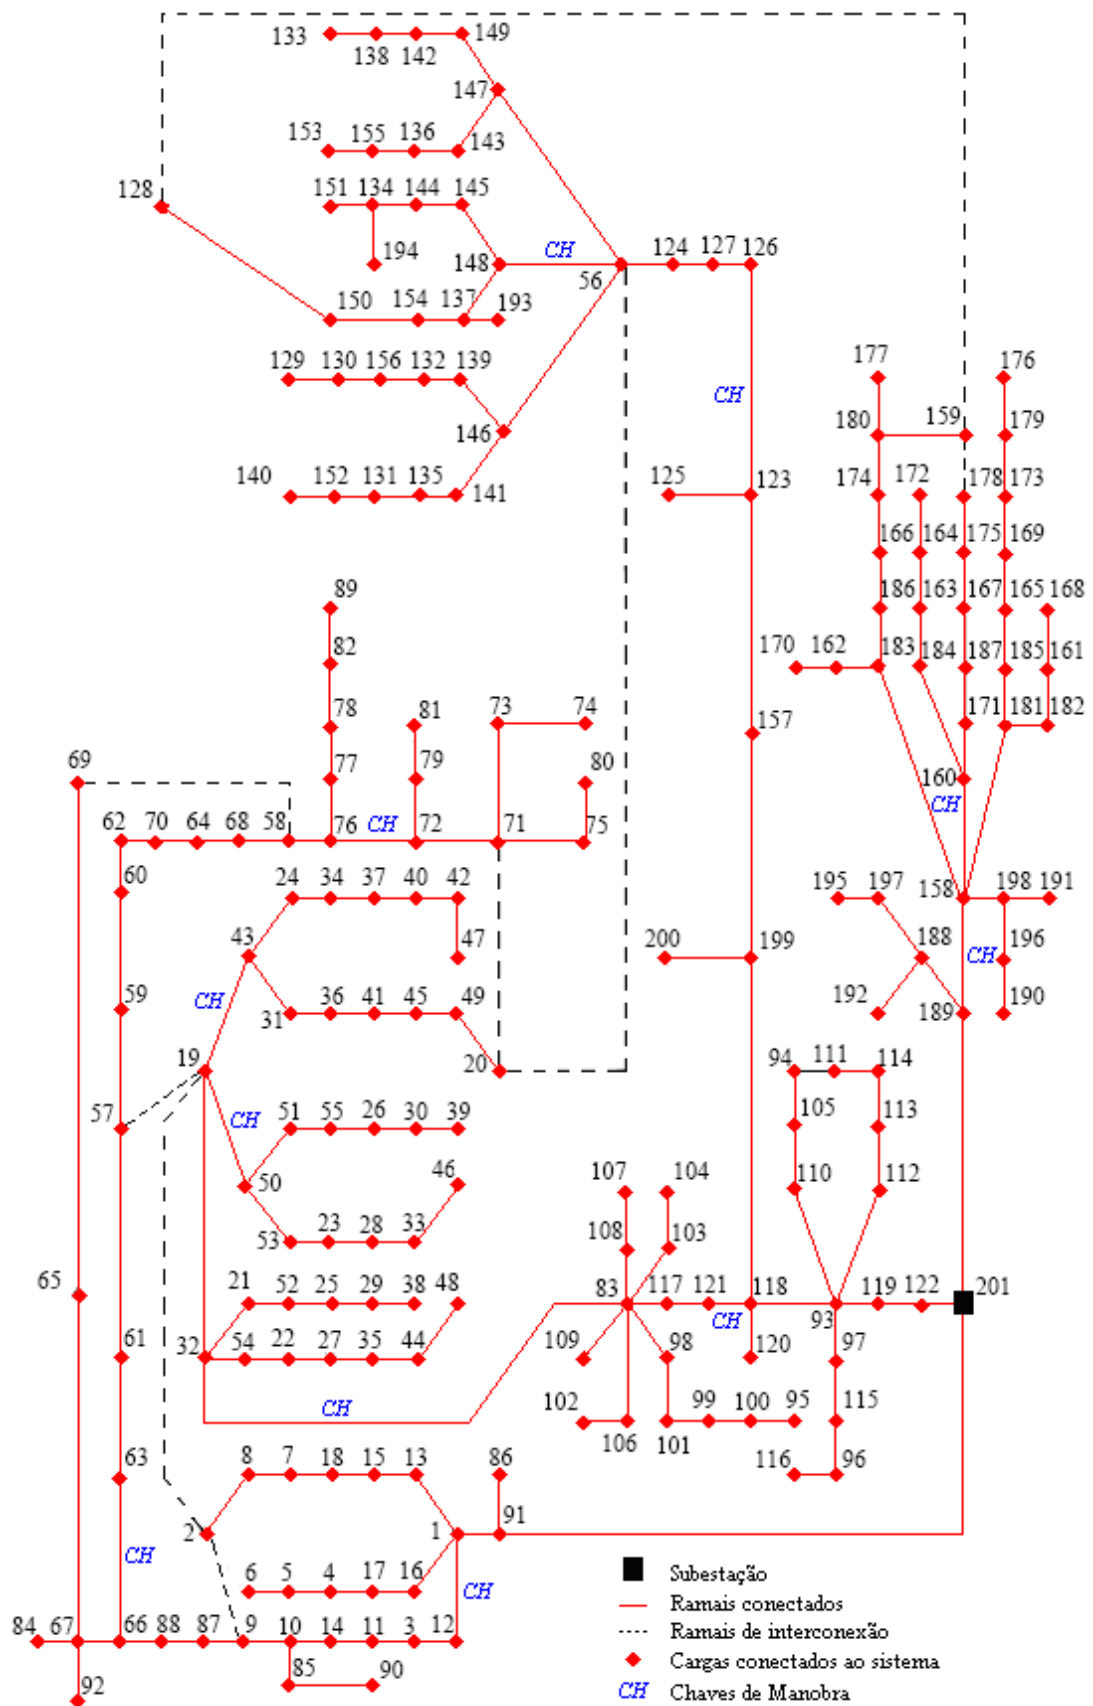 133 138 142 149
147
153 155 136 143
128 151 134 144 145
194 148 CH 124 127 126
56
150 154 137 193
129 130 156 132 139
177 176
CH
146 180 159 179
140 152 131 135 141
125 123 174 172 178 173
166 164 175 169
89
186 163 167 165 168
82
170 162 183 184 187 185 161
78 81 73 74
157 171 181 182
69 77 79 80
160
CH
62 70 64 68 58 76 CH 72 71 75
60 24 34 37 40 42
195 197 158 198 191
43 47 200 199 188 CH 196
CH
59 31 36 41 45 49
192 189 190
19 20
94 111 114
57 CH 51 55 26 30 39
105 113
50 46
107 104 110 112
53 23 28 33
108 103
65 21 52 25 29 38 48
83 117 121 118 93 119 122 201
CH
61 32 54 22 27 35 44
109 98 120 97
CH
102 106 101 99 100 95 115
63 8 7 18 15 13 86
116 96
2 1 91
CH 6 5 4 17 16 CH
84 67 66 88 87 9 10 14 11 3 12
92 85 90
Subestação
Ramais conectados
Ramais de interconexão
Cargas conectados ao sistema
CH Chaves de Manobra